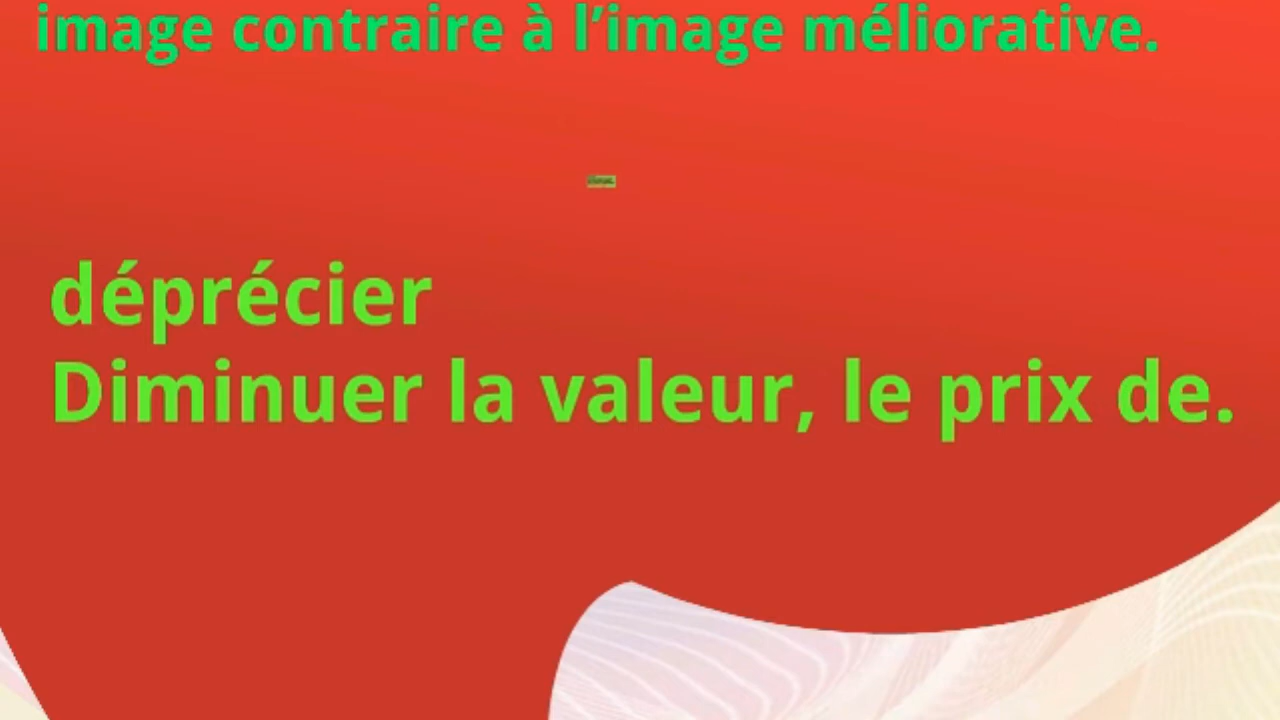 image contraire à l’image méliorative.
déprécier
Diminuer la valeur, le prix de.